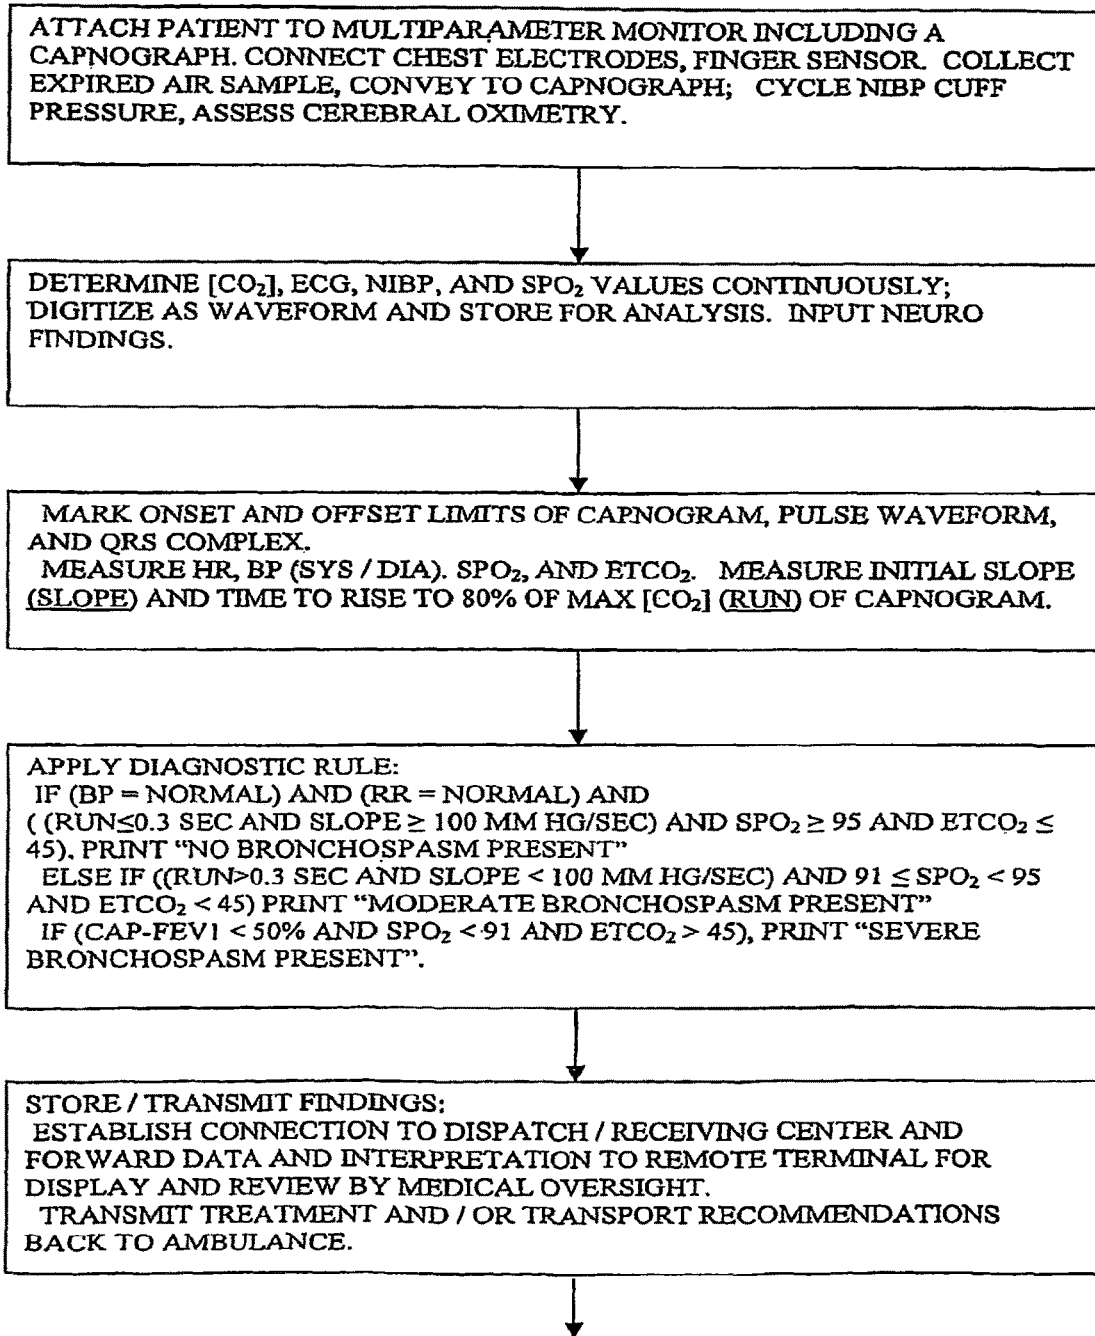 ATTACH PATIENT TO MULTIPARAMETER MONITOR INCLUDING A
CAPNOGRAPH. CONNECT CHEST ELECTRODES, FINGER SENSOR. COLLECT
EXPIRED AIR SAMPLE, CONVEY TO CAPNOGRAPH; CYCLE NIBP CUFF
PRESSURE, ASSESS CEREBRAL OXIMETRY.
DETERMINE [CO₂], ECG, NIBP, AND SPO₂ VALUES CONTINUOUSLY;
DIGITIZE AS WAVEFORM AND STORE FOR ANALYSIS. INPUT NEURO
FINDINGS.
MARK ONSET AND OFFSET LIMITS OF CAPNOGRAM, PULSE WAVEFORM,
AND QRS COMPLEX.
MEASURE HR, BP (SYS / DIA). SPO₂, AND ETCO₂. MEASURE INITIAL SLOPE
(SLOPE) AND TIME TO RISE TO 80% OF MAX [CO₂] (RUN) OF CAPNOGRAM.
APPLY DIAGNOSTIC RULE:
IF (BP = NORMAL) AND (RR = NORMAL) AND
( (RUN≤0.3 SEC AND SLOPE ≥ 100 MM HG/SEC) AND SPO₂ ≥ 95 AND ETCO₂ ≤
45), PRINT "NO BRONCHOSPASM PRESENT"
ELSE IF ((RUN>0.3 SEC AND SLOPE < 100 MM HG/SEC) AND 91 ≤ SPO₂ < 95
AND ETCO₂ < 45) PRINT "MODERATE BRONCHOSPASM PRESENT"
IF (CAP-FEV1 < 50% AND SPO₂ < 91 AND ETCO₂ > 45), PRINT "SEVERE
BRONCHOSPASM PRESENT".
STORE / TRANSMIT FINDINGS:
ESTABLISH CONNECTION TO DISPATCH / RECEIVING CENTER AND
FORWARD DATA AND INTERPRETATION TO REMOTE TERMINAL FOR
DISPLAY AND REVIEW BY MEDICAL OVERSIGHT.
TRANSMIT TREATMENT AND / OR TRANSPORT RECOMMENDATIONS
BACK TO AMBULANCE.